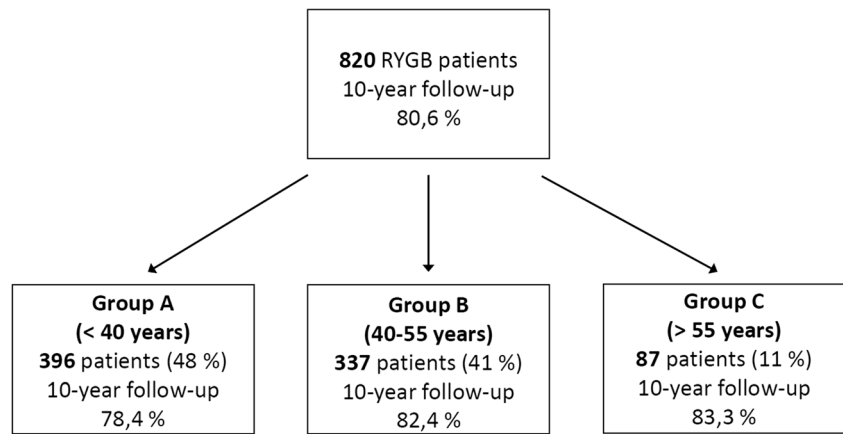 820 RYGB patients
10-year follow-up
80,6 %
Group A
(< 40 years)
396 patients (48 %)
10-year follow-up
78,4 %
Group B
(40-55 years)
337 patients (41 %)
10-year follow-up
82,4 %
Group C
(> 55 years)
87 patients (11 %)
10-year follow-up
83,3 %